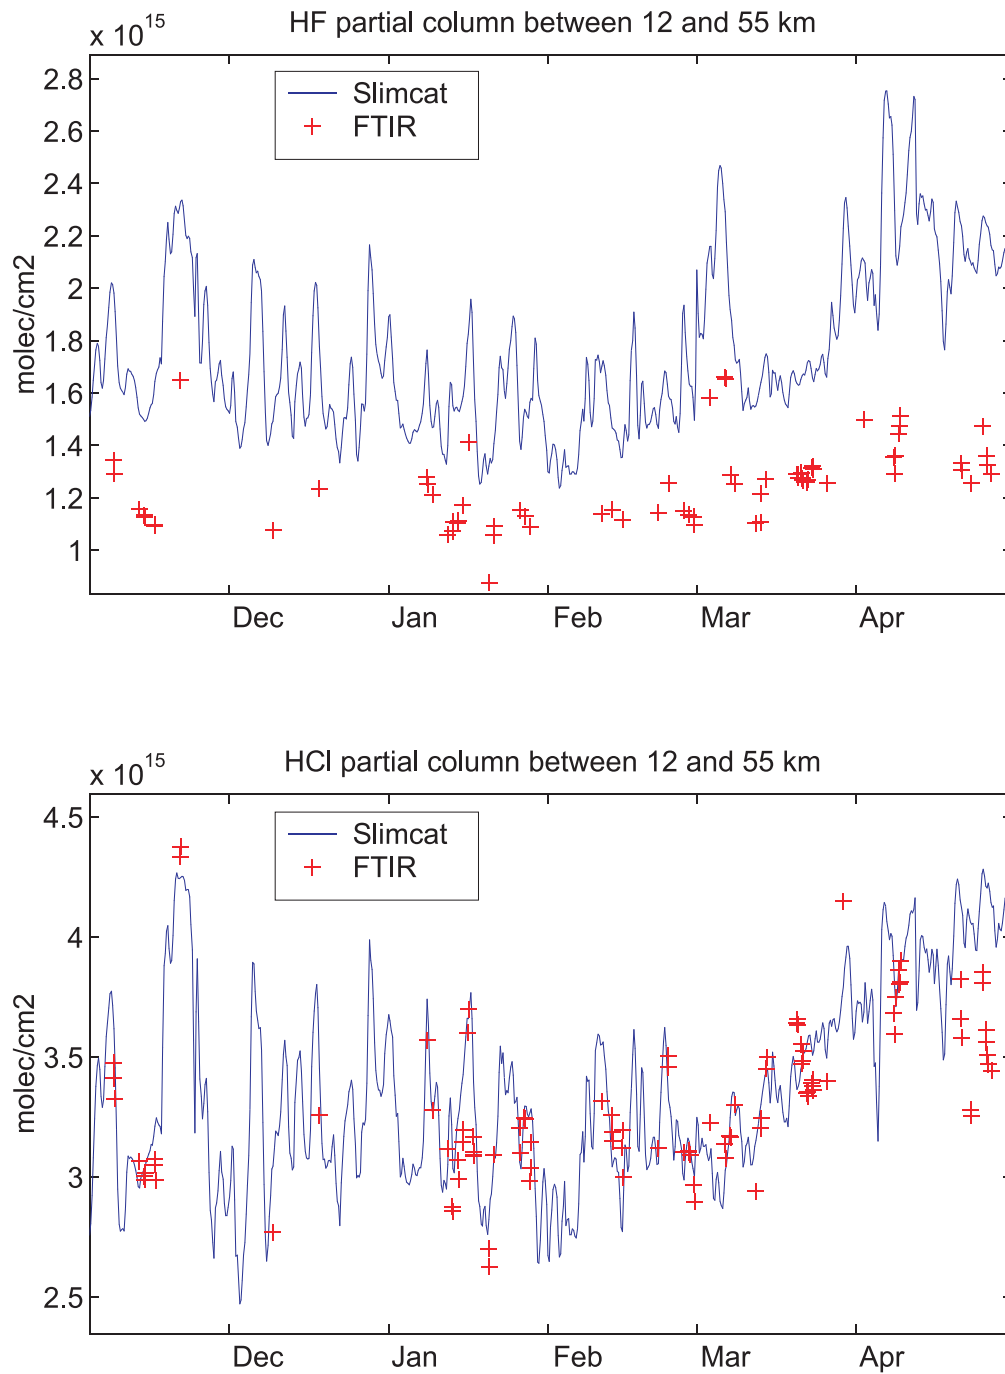 HF partial column between 12 and 55 km
x 10^15
Slimcat
FTIR
2.8
2.6
2.4
2.2
2
1.8
1.6
1.4
1.2
1
molec/cm2
Dec Jan Feb Mar Apr
HCl partial column between 12 and 55 km
x 10^15
Slimcat
FTIR
4.5
4
3.5
3
2.5
molec/cm2
Dec Jan Feb Mar Apr